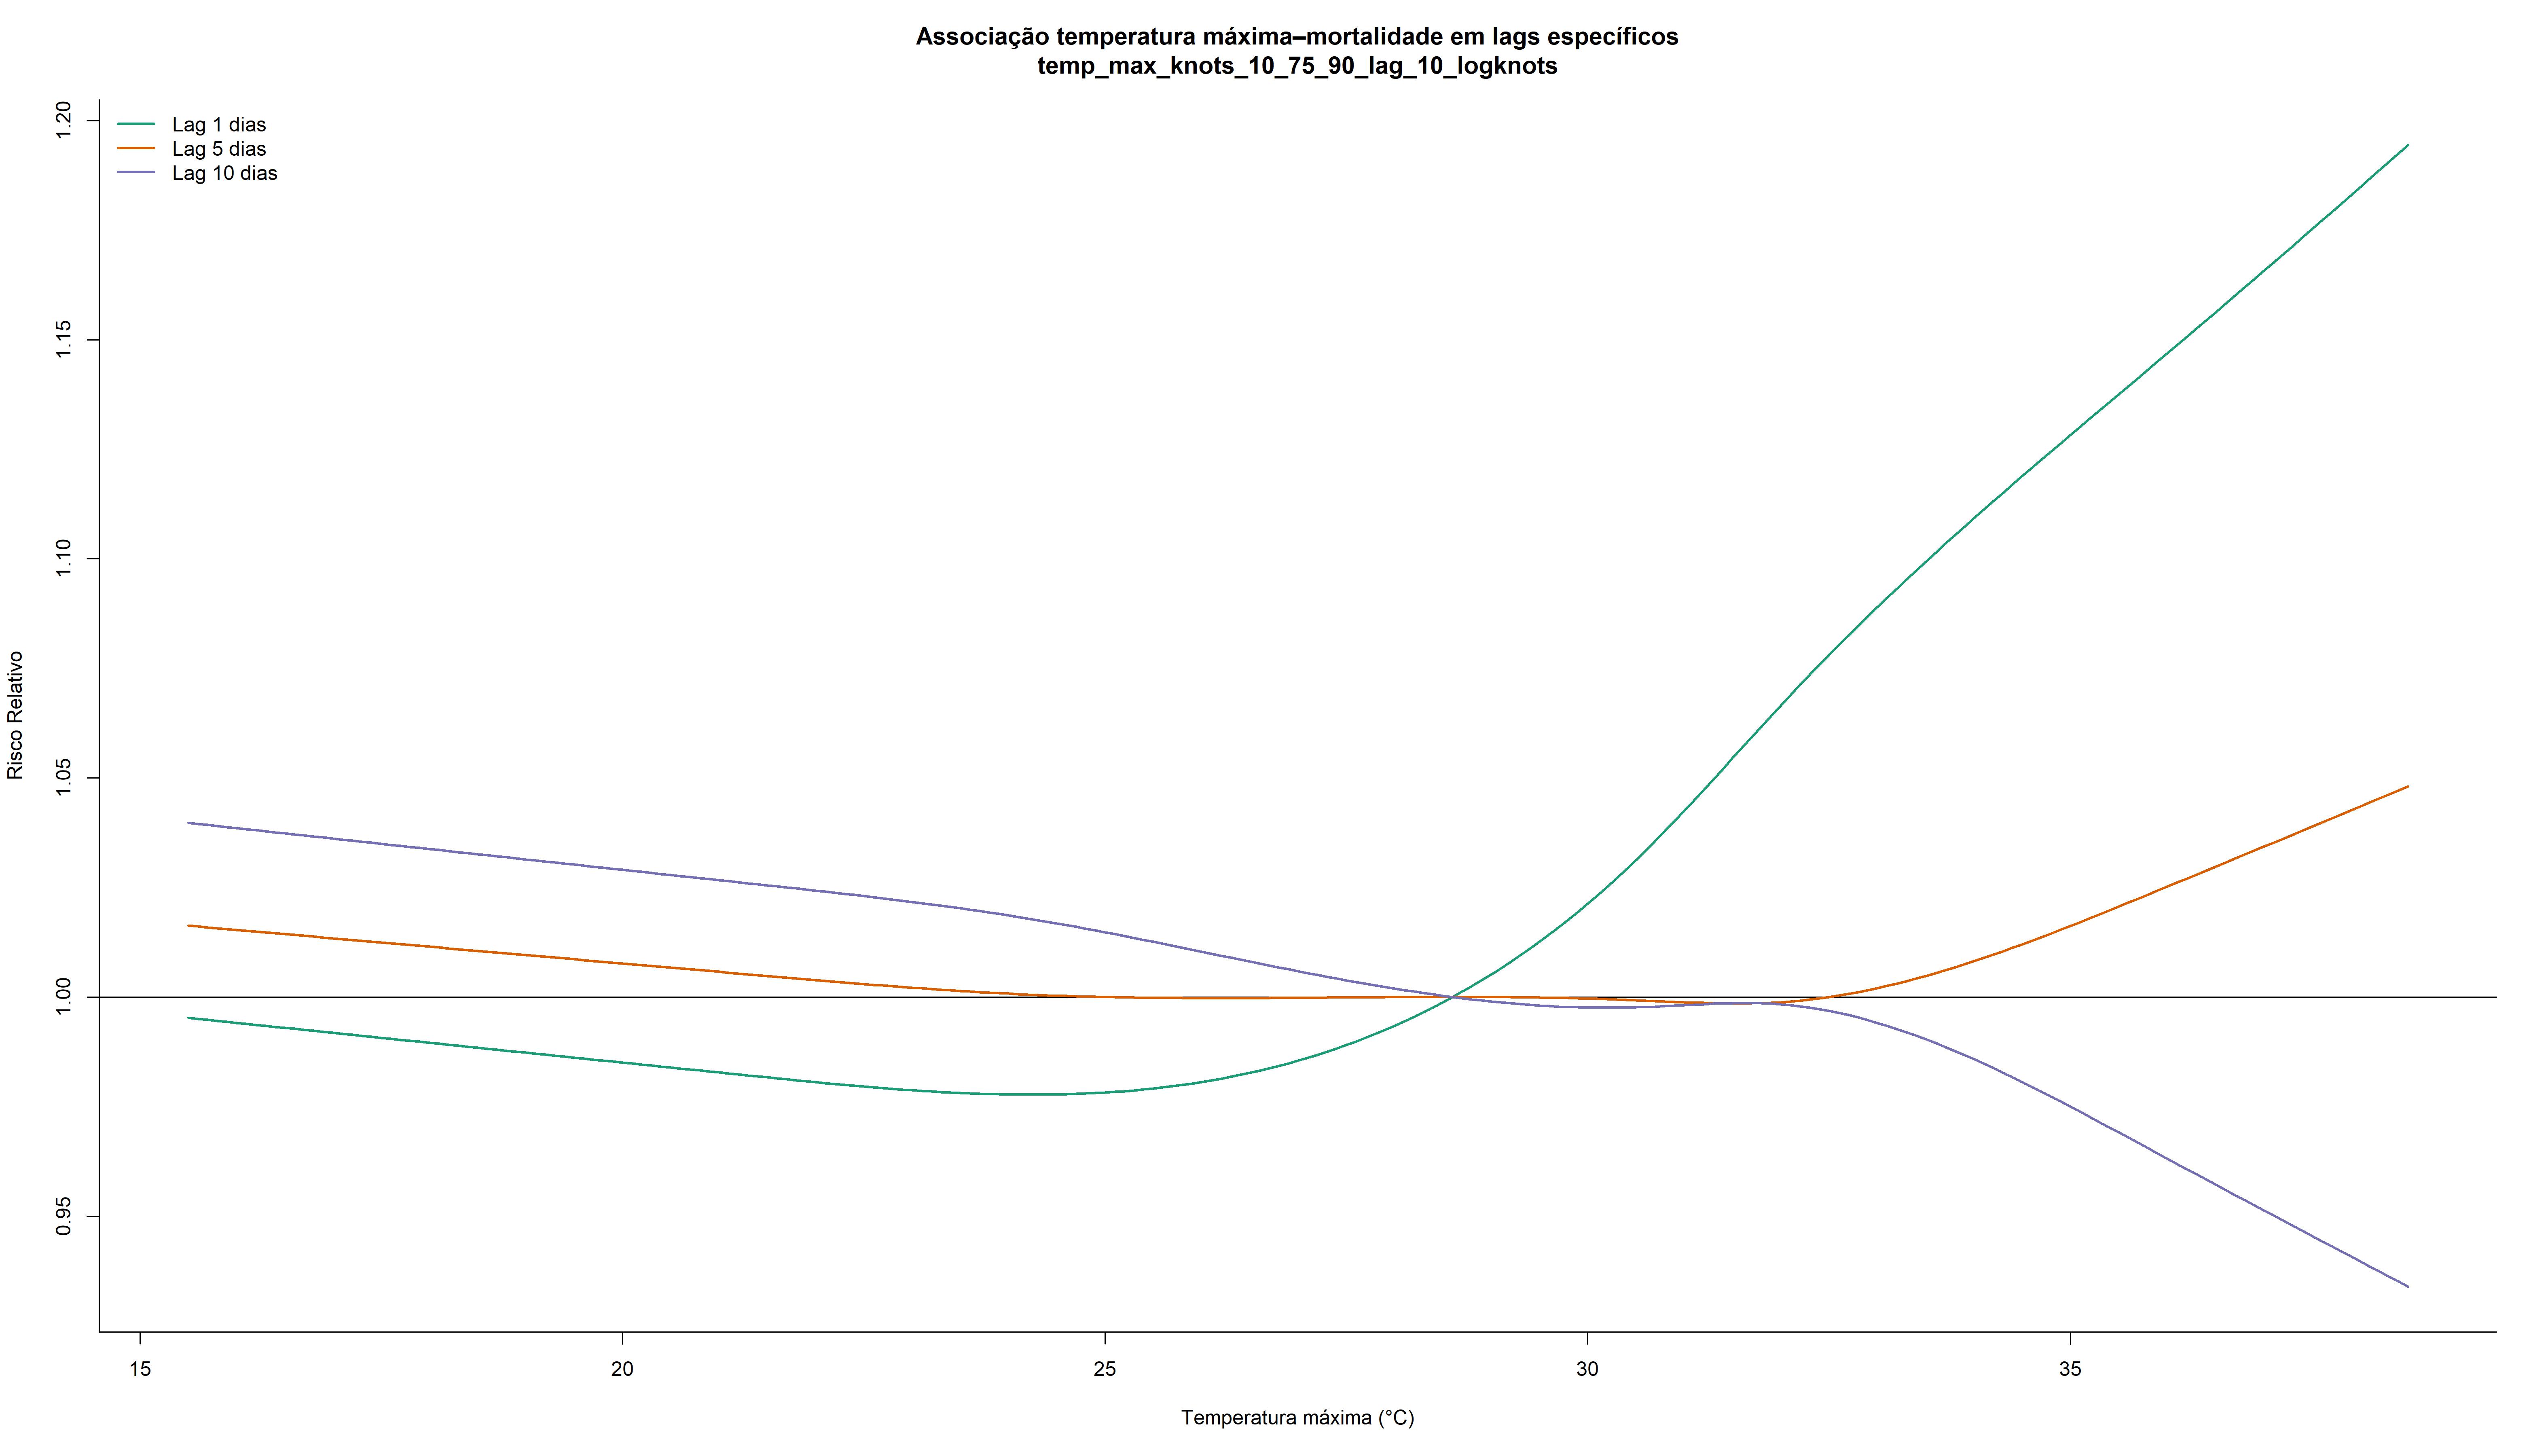 Associação temperatura máxima–mortalidade em lags específicos
temp_max_knots_10_75_90_lag_10_logknots
Lag 1 dias
Lag 5 dias
Lag 10 dias
Risco Relativo
1.20
1.15
1.10
1.05
1.00
0.95
15
20
25
30
35
Temperatura máxima (°C)